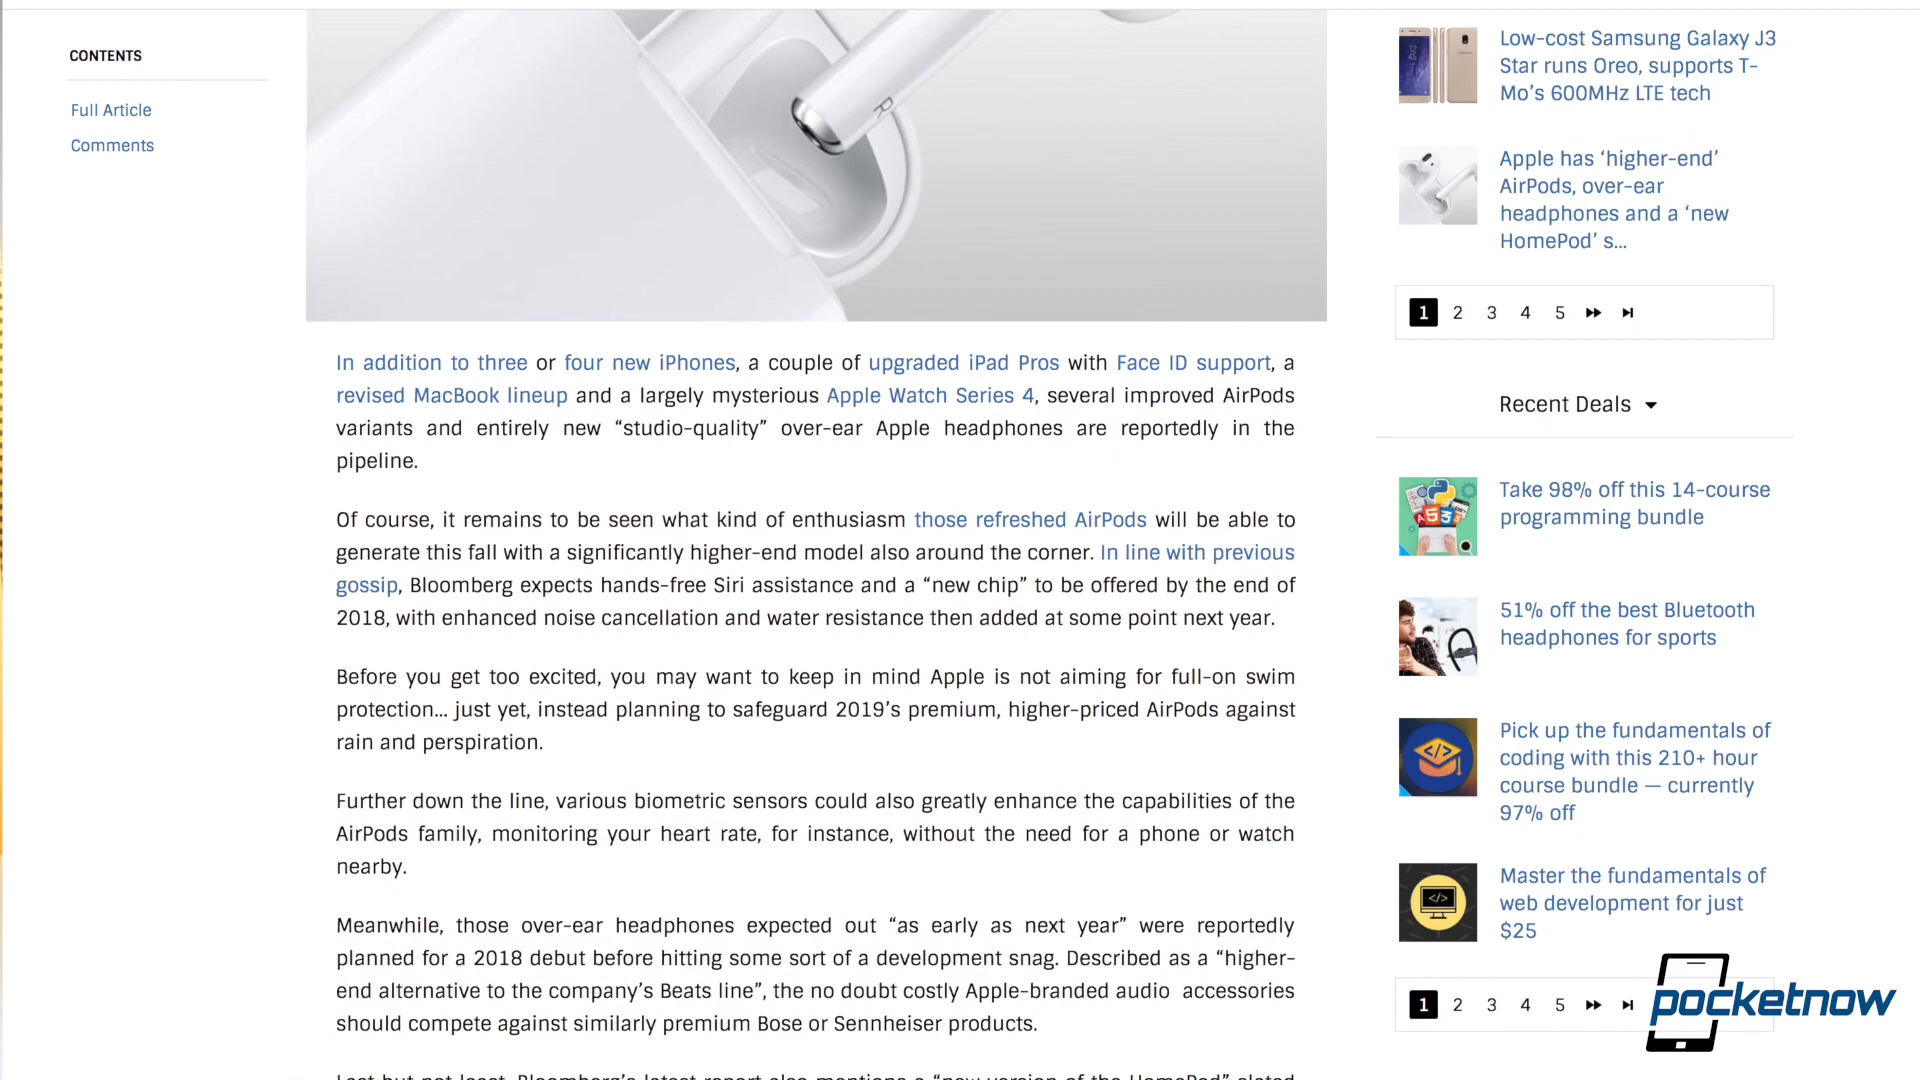 CONTENTS
Full Article
Comments
In addition to three or four new iPhones, a couple of upgraded iPad Pros with Face ID support, a
revised MacBook lineup and a largely mysterious Apple Watch Series 4, several improved AirPods
variants and entirely new “studio-quality” over-ear Apple headphones are reportedly in the
pipeline.
Of course, it remains to be seen what kind of enthusiasm those refreshed AirPods will be able to
generate this fall with a significantly higher-end model also around the corner. In line with previous
gossip, Bloomberg expects hands-free Siri assistance and a “new chip” to be offered by the end of
2018, with enhanced noise cancellation and water resistance then added at some point next year.
Before you get too excited, you may want to keep in mind Apple is not aiming for full-on swim
protection… just yet, instead planning to safeguard 2019’s premium, higher-priced AirPods against
rain and perspiration.
Further down the line, various biometric sensors could also greatly enhance the capabilities of the
AirPods family, monitoring your heart rate, for instance, without the need for a phone or watch
nearby.
Meanwhile, those over-ear headphones expected out “as early as next year” were reportedly
planned for a 2018 debut before hitting some sort of a development snag. Described as a “higher-
end alternative to the company’s Beats line”, the no doubt costly Apple-branded audio accessories
should compete against similarly premium Bose or Sennheiser products.
Last but not least, Bloomberg’s latest report also mentions a “new version of the HomePod” slated
Low-cost Samsung Galaxy J3
Star runs Oreo, supports T-
Mo’s 600MHz LTE tech
Apple has ‘higher-end’
AirPods, over-ear
headphones and a ‘new
HomePod’ s…
1 2 3 4 5
Recent Deals
Take 98% off this 14-course
programming bundle
51% off the best Bluetooth
headphones for sports
Pick up the fundamentals of
coding with this 210+ hour
course bundle — currently
97% off
Master the fundamentals of
web development for just
$25
1 2 3 4 5
pocketnow